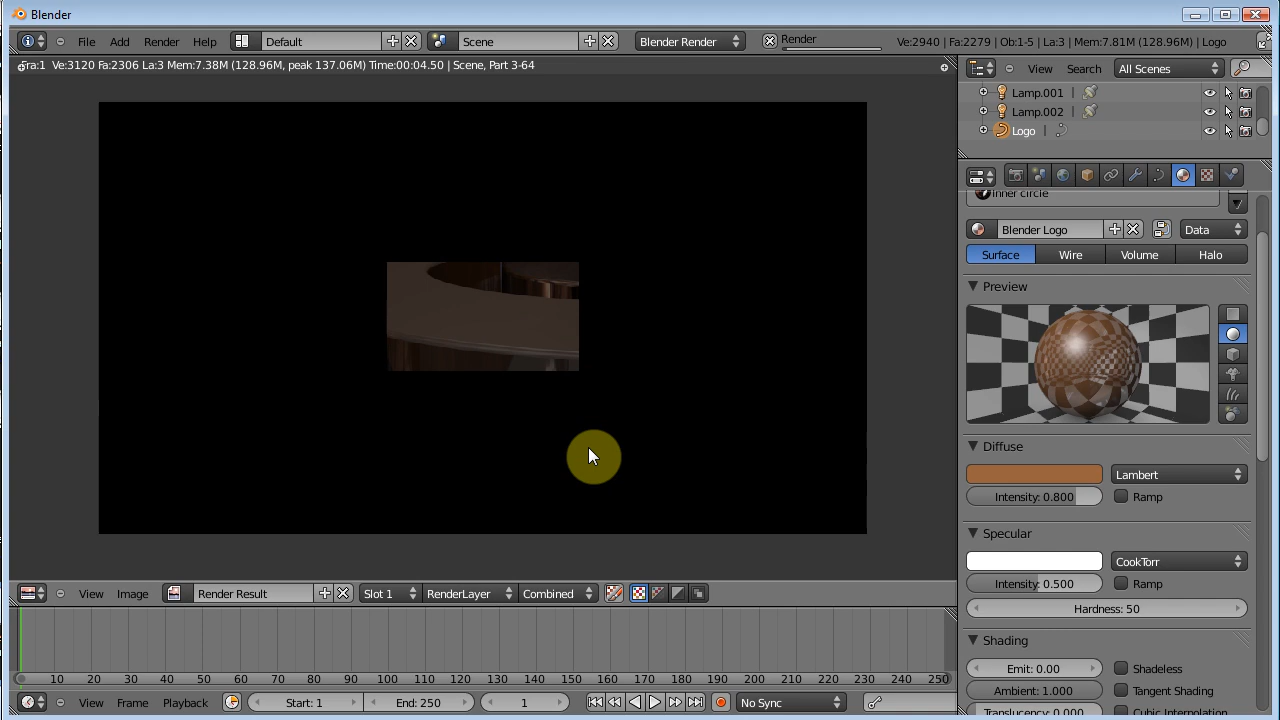 Blender
File Add Render Help Default Scene Blender Render Render Ve:2940 | Fa:2279 | Ob:1-5 | La:3 | Mem:7.81M (128.96M) | Logo
Fra:1 Ve:3120 Fa:2306 La:3 Mem:7.38M (128.96M, peak 137.06M) Time:00:04.50 | Scene, Part 3-64
View Search All Scenes
Lamp.001
Lamp.002
Logo
Inner circle
Blender Logo Data
Surface Wire Volume Halo
Preview
Diffuse
Lambert
Intensity: 0.800 Ramp
Specular
CookTorr
Intensity: 0.500 Ramp
Hardness: 50
Shading
Emit: 0.00 Shadeless
Ambient: 1.000 Tangent Shading
Translucency: 0.000 Cubic Interpolation
View Image Render Result Slot 1 RenderLayer Combined
10 20 30 40 50 60 70 80 90 100 110 120 130 140 150 160 170 180 190 200 210 220 230 240 250
View Frame Playback Start: 1 End: 250 1 No Sync